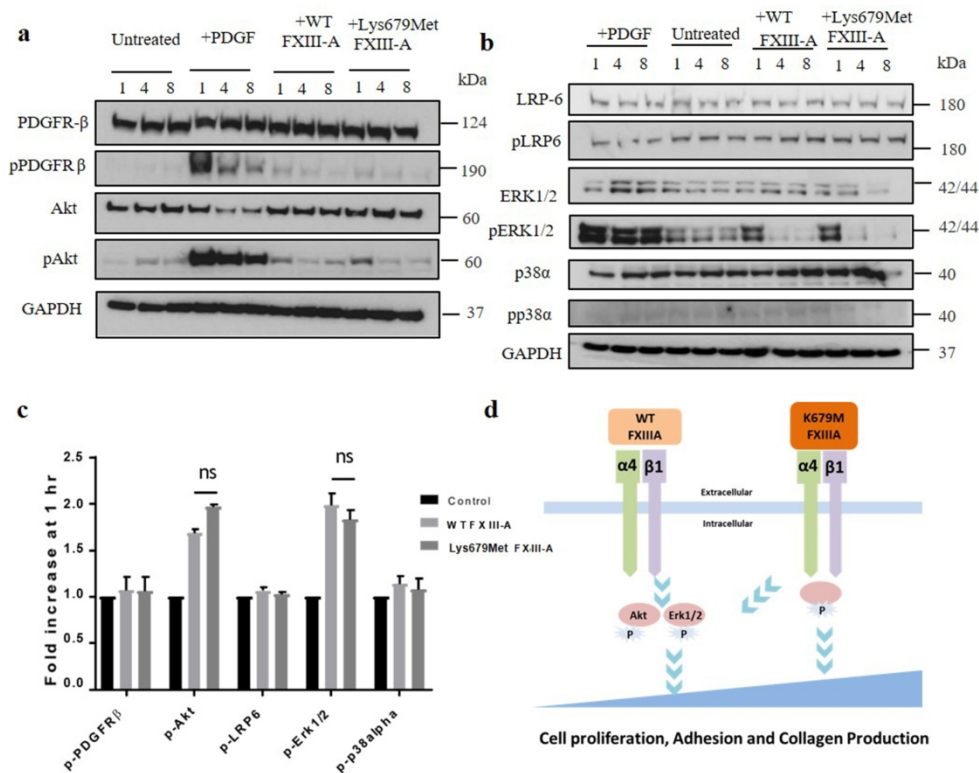 a
Untreated
+PDGF
+WT
FXIII-A
+Lys679Met
FXIII-A
kDa
1 4 8 1 4 8 1 4 8 1 4 8
PDGFR-β 124
pPDGFRβ 190
Akt 60
pAkt 60
GAPDH 37
b
+PDGF
Untreated
+WT
FXIII-A
+Lys679Met
FXIII-A
kDa
1 4 8 1 4 8 1 4 8 1 4 8
LRP-6 180
pLRP6 180
ERK1/2 42/44
pERK1/2 42/44
p38α 40
pp38α 40
GAPDH 37
c
Fold increase at 1 hr
2.5
2.0
1.5
1.0
0.5
0.0
ns
ns
Control
WT FXIII-A
Lys679Met FXIII-A
p-PDGFRβ
p-Akt
p-LRP6
p-Erk1/2
p-p38alpha
d
WT
FXIIIA
K679M
FXIIIA
α4 β1
α4 β1
Extracellular
Intracellular
Akt
Erk1/2
P
P
P
Cell proliferation, Adhesion and Collagen Production